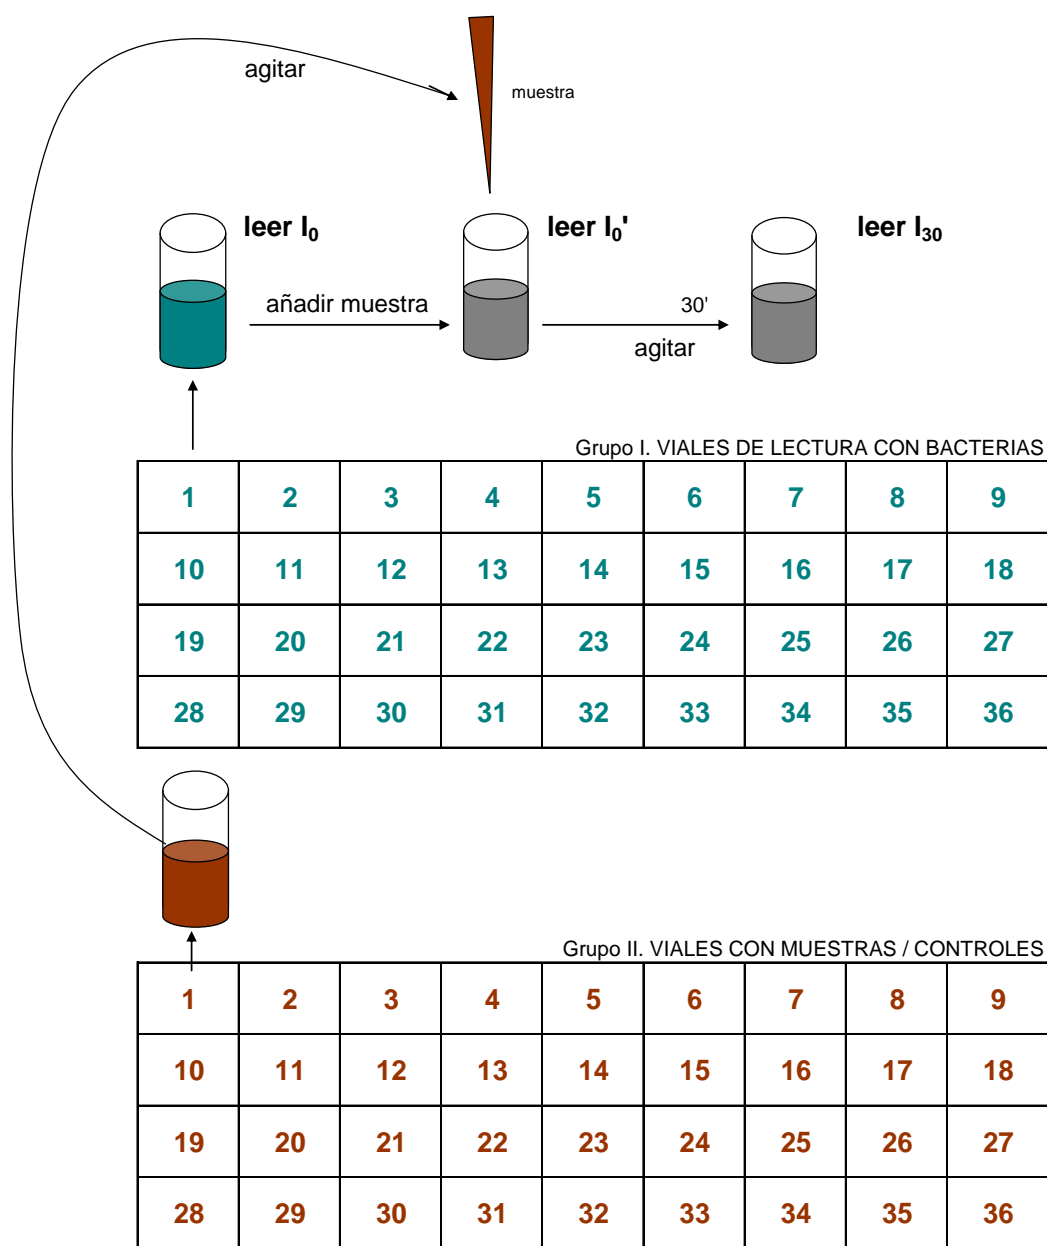 agitar
muestra
leer I₀
leer I₀'
leer I₃₀
añadir muestra
30'
agitar
Grupo I. VIALES DE LECTURA CON BACTERIAS
1 2 3 4 5 6 7 8 9
10 11 12 13 14 15 16 17 18
19 20 21 22 23 24 25 26 27
28 29 30 31 32 33 34 35 36
Grupo II. VIALES CON MUESTRAS / CONTROLES
1 2 3 4 5 6 7 8 9
10 11 12 13 14 15 16 17 18
19 20 21 22 23 24 25 26 27
28 29 30 31 32 33 34 35 36